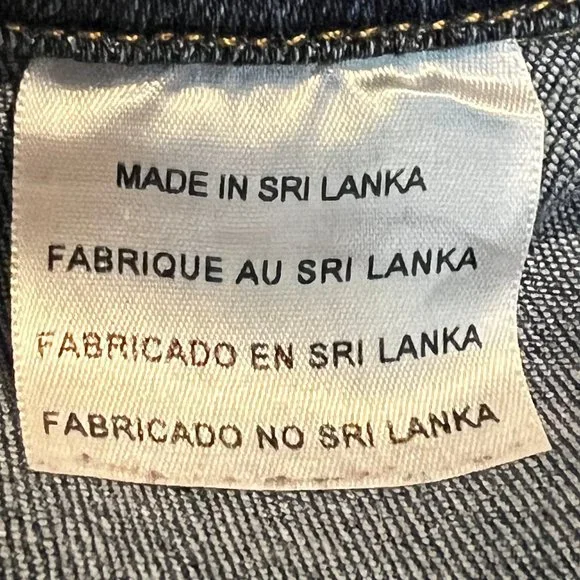 MADE IN SRI LANKA
FABRIQUE AU SRI LANKA
FABRICADO EN SRI LANKA
FABRICADO NO SRI LANKA